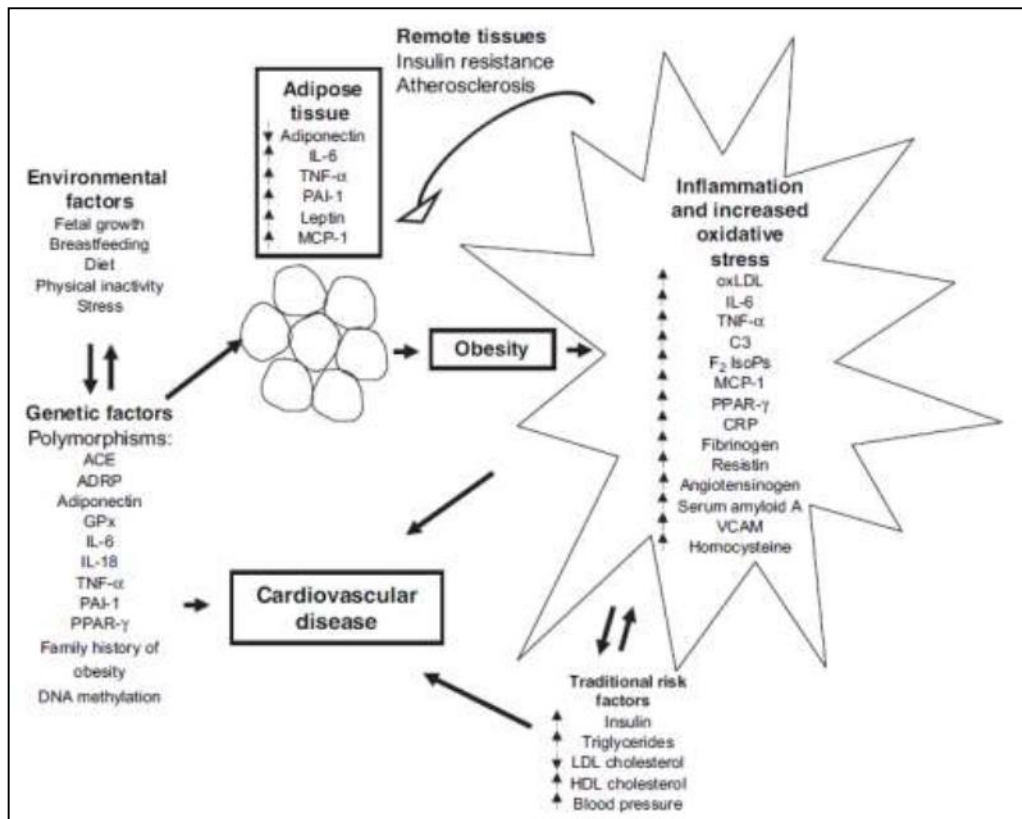 Remote tissues
Insulin resistance
Atherosclerosis
Adipose
tissue
Adiponectin
IL-6
TNF-α
PAI-1
Leptin
MCP-1
Environmental
factors
Fetal growth
Breastfeeding
Diet
Physical inactivity
Stress
Genetic factors
Polymorphisms:
ACE
ADRP
Adiponectin
GPx
IL-6
IL-18
TNF-α
PAI-1
PPAR-γ
Family history of
obesity
DNA methylation
Obesity
Inflammation
and increased
oxidative
stress
oxLDL
IL-6
TNF-α
C3
F₂ IsoPs
MCP-1
PPAR-γ
CRP
Fibrinogen
Resistin
Angiotensinogen
Serum amyloid A
VCAM
Homocysteine
Cardiovascular
disease
Traditional risk
factors
Insulin
Triglycerides
LDL cholesterol
HDL cholesterol
Blood pressure